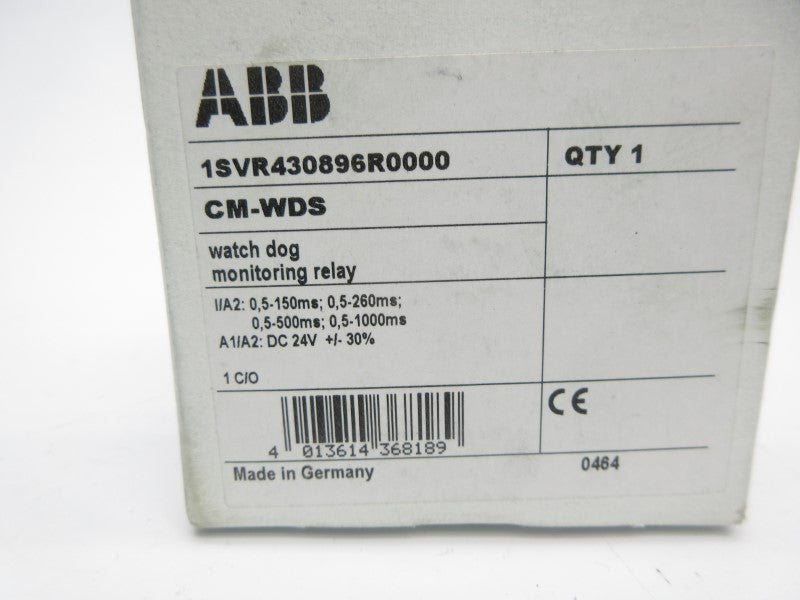 ABB
1SVR430896R0000
QTY 1
CM-WDS
watch dog
monitoring relay
I/A2: 0,5-150ms; 0,5-260ms;
0,5-500ms; 0,5-1000ms
A1/A2: DC 24V +/- 30%
1 C/O
CE
4 013614 368189
Made in Germany
0464